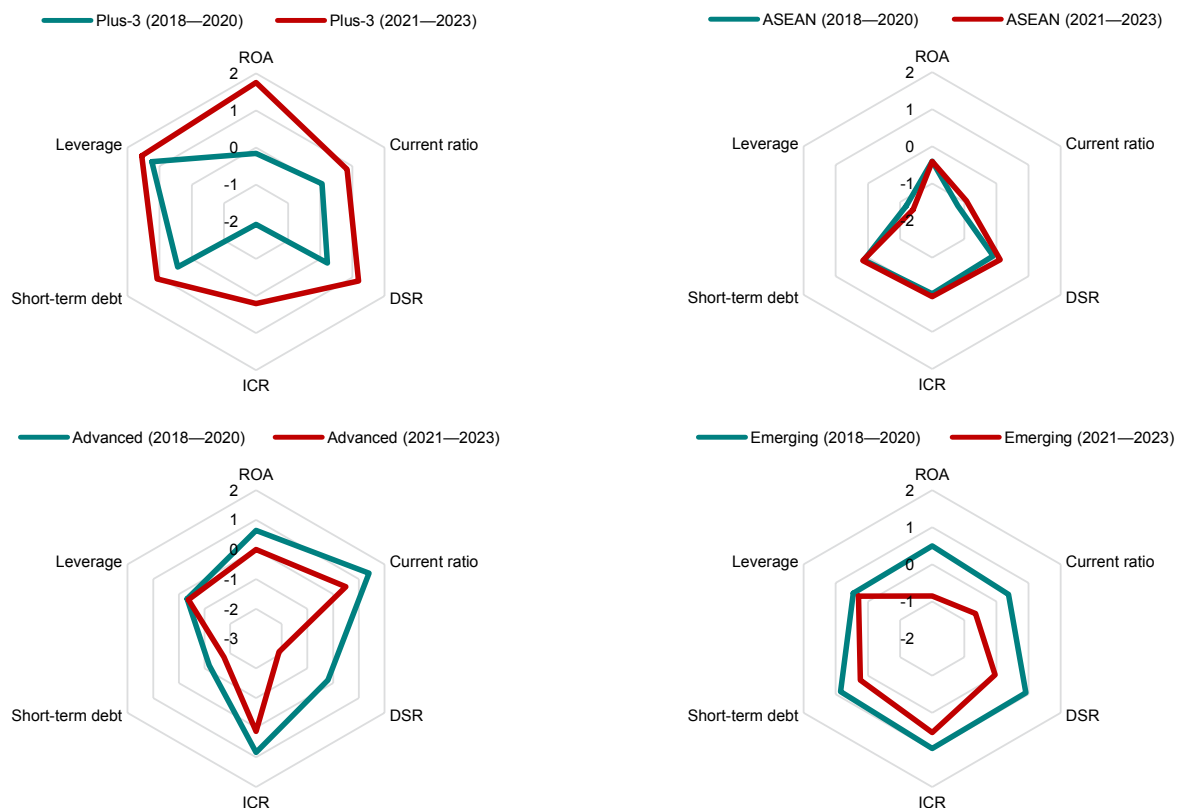 Plus-3 (2018—2020) Plus-3 (2021—2023)
ROA
2
1
0
-1
-2
Current ratio
DSR
ICR
Short-term debt
Leverage
ASEAN (2018—2020) ASEAN (2021—2023)
ROA
2
1
0
-1
2
Current ratio
DSR
ICR
Short-term debt
Leverage
Advanced (2018—2020) Advanced (2021—2023)
ROA
2
1
0
-1
-2
-3
Current ratio
DSR
ICR
Short-term debt
Leverage
Emerging (2018—2020) Emerging (2021—2023)
ROA
2
1
0
-1
-2
Current ratio
DSR
ICR
Short-term debt
Leverage